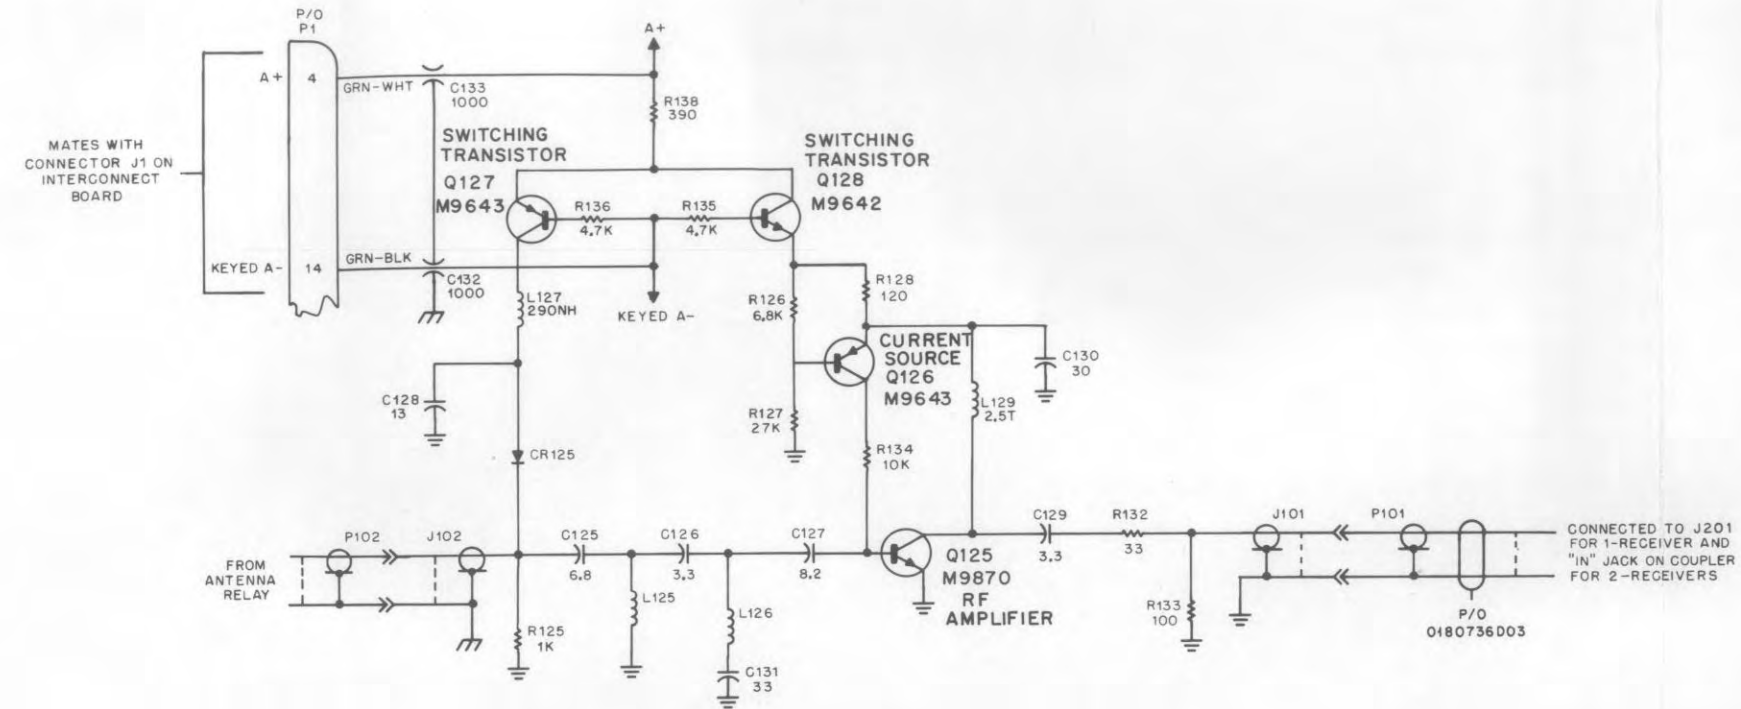 P/O
P1
A+
A+
4
GRN-WHT
C133
1000
R138
390
MATES WITH
CONNECTOR J1 ON
INTERCONNECT
BOARD
SWITCHING
TRANSISTOR
Q127
M9643
SWITCHING
TRANSISTOR
Q128
M9642
R136
4.7K
R135
4.7K
KEYED A-
14
GRN-BLK
C132
1000
L127
290NH
KEYED A-
R126
6.8K
R128
120
CURRENT
SOURCE
Q126
M9643
C130
30
L129
2.5T
C128
13
R127
27K
CR125
R134
10K
P102
J102
C125
6.8
C126
3.3
C127
8.2
C129
3.3
R132
33
J101
P101
CONNECTED TO J201
FOR 1-RECEIVER AND
"IN" JACK ON COUPLER
FOR 2-RECEIVERS
FROM
ANTENNA
RELAY
Q125
M9870
RF
AMPLIFIER
L125
L126
R133
100
R125
1K
C131
33
P/O
0180736D03